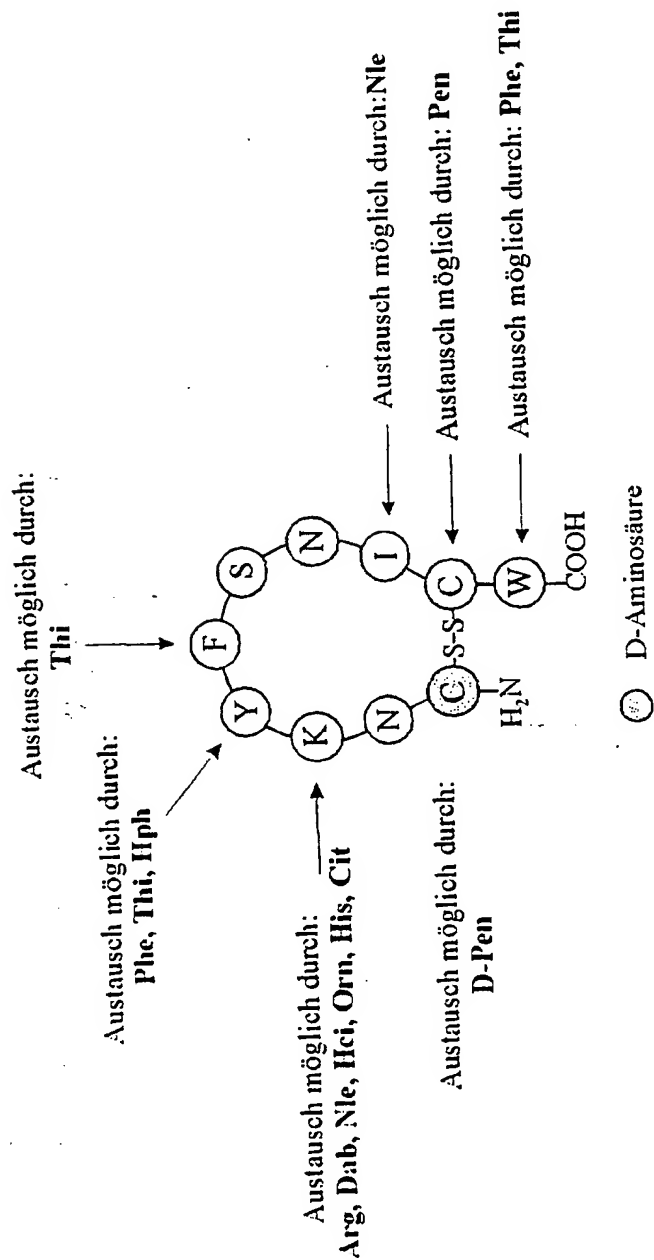 Austausch möglich durch:
Thi
Austausch möglich durch:
Phe, Thi, Hph
Austausch möglich durch:
Arg, Dab, Nle, Hci, Orn, His, Cit
Austausch möglich durch:
D-Pen
Y
F
S
K
N
N
I
C
-S-S-
C
W
H₂N
COOH
Austausch möglich durch:Nle
Austausch möglich durch: Pen
Austausch möglich durch: Phe, Thi
D-Aminosäure